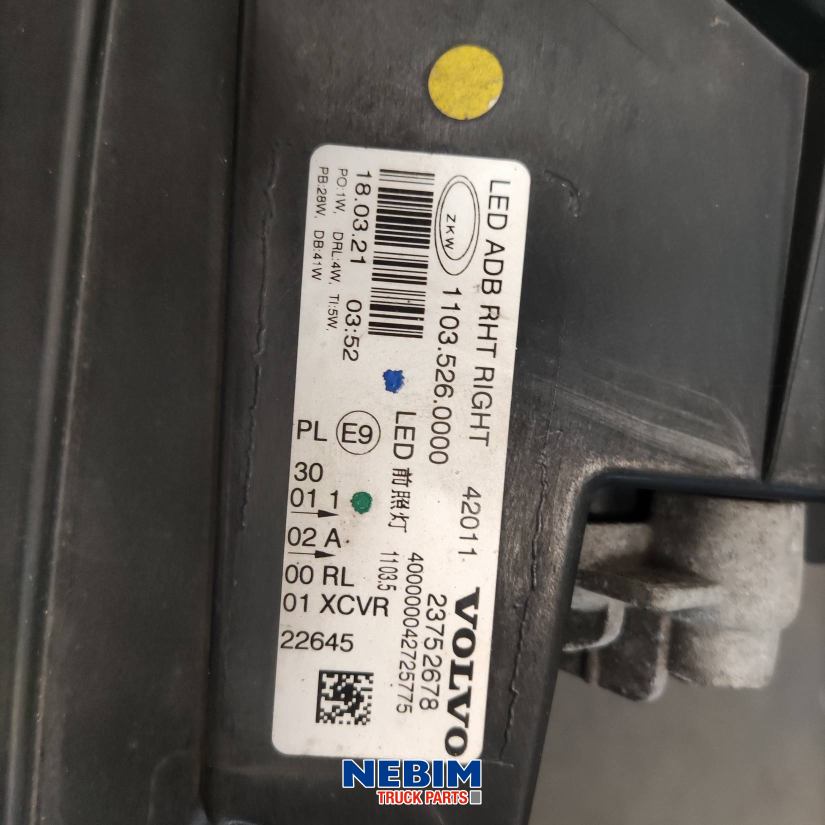 LED ADB RHT RIGHT 42011 VOLVO
ZKW 1103.526.0000 23752678
400000042725775
LED 前照灯 1103.5
18.03.21 03:52
PO:1W, DRL:4W, TI:5W,
PB:28W, DB:41W
PL E9
30
01 1
02 A
00 RL
01 XCVR
22645
NEBIM
TRUCK PARTS